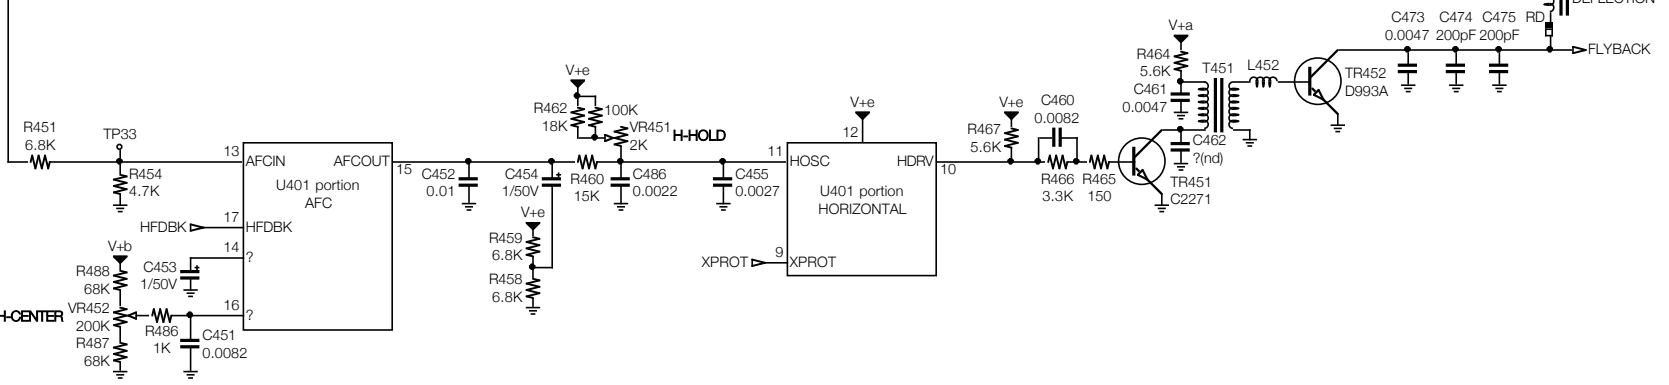 DEFLECTION
C473
0.0047
C474
200pF
C475
200pF
RD
FLYBACK
V+a
R464
5.6K
T451
L452
C461
0.0047
TR452
D993A
V+e
R462
18K
100K
VR451
2K
H-HOLD
V+e
12
V+e
R467
5.6K
C460
0.0082
C462
?(nd)
R451
6.8K
TP33
R454
4.7K
13
AFCIN
AFCOUT
15
U401 portion
AFC
C452
0.01
C454
1/50V
R460
15K
C486
0.0022
C455
0.0027
11
HOSC
HDRV
10
U401 portion
HORIZONTAL
R466
3.3K
R465
150
TR451
C2271
HFDBK
17
HFDBK
V+e
R459
6.8K
R458
6.8K
XPROT
9
XPROT
V+b
14
?
R488
68K
C453
1/50V
H-CENTER
VR452
200K
16
?
R486
1K
C451
0.0082
R487
68K